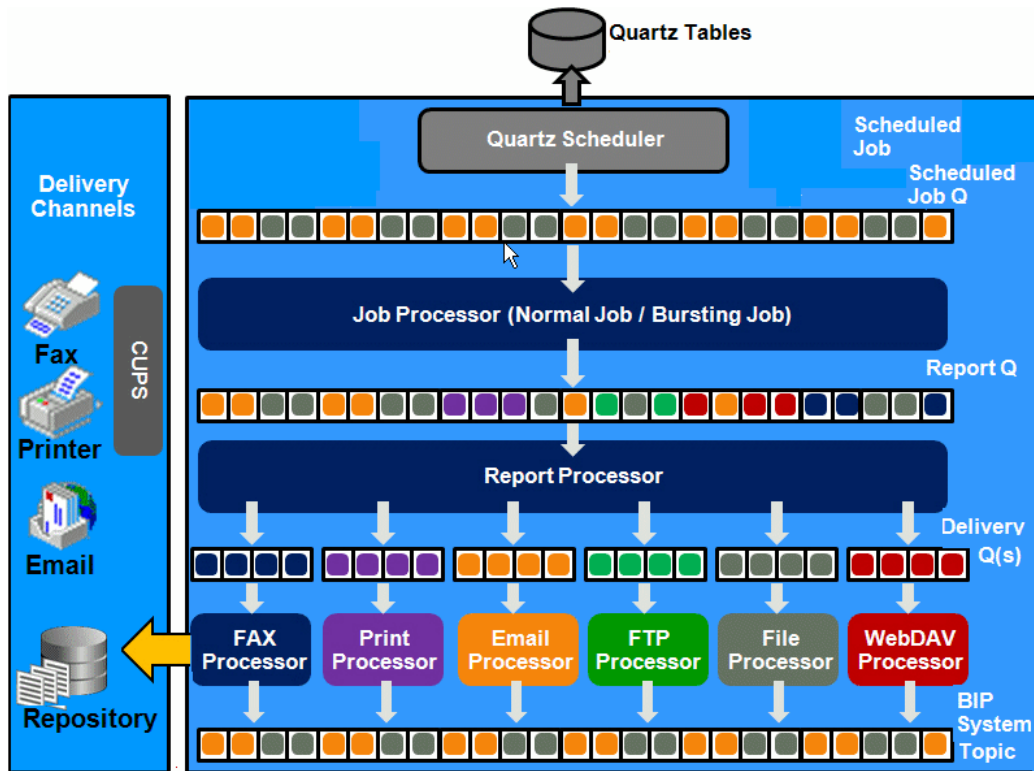 Quartz Tables
Quartz Scheduler
Scheduled
Job
Scheduled
Job Q
Delivery
Channels
Job Processor (Normal Job / Bursting Job)
Fax
CUPS
Printer
Report Q
Report Processor
Email
Delivery
Q(s)
FAX
Processor
Print
Processor
Email
Processor
FTP
Processor
File
Processor
WebDAV
Processor
Repository
BIP
System
Topic